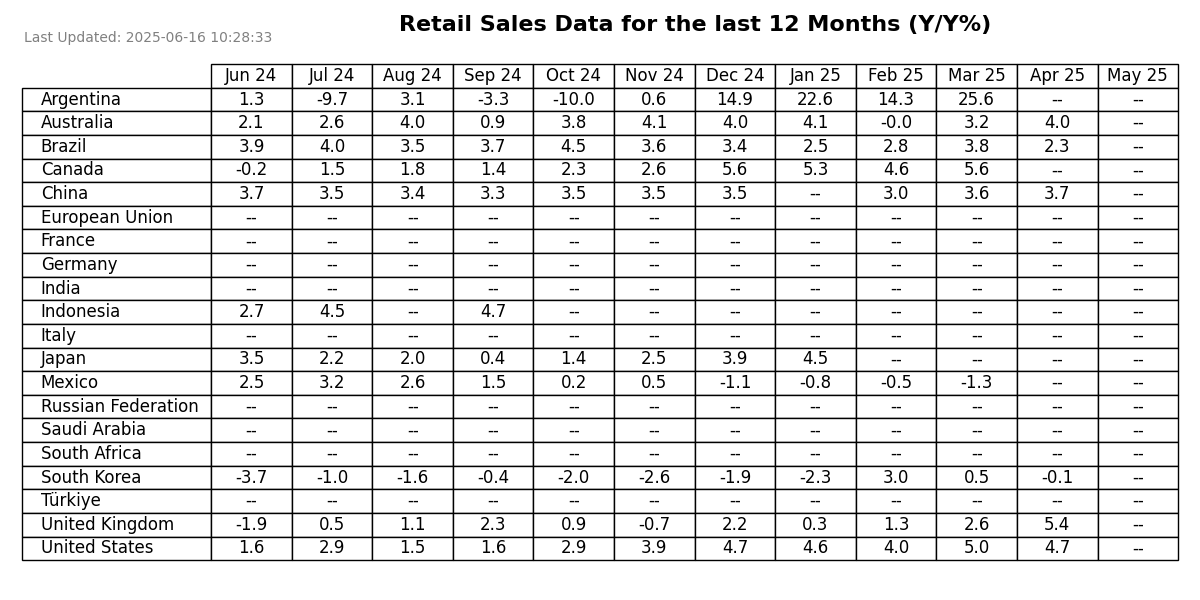 Retail Sales Data for the last 12 Months (Y/Y%)
Last Updated: 2025-06-16 10:28:33
Jun 24 Jul 24 Aug 24 Sep 24 Oct 24 Nov 24 Dec 24 Jan 25 Feb 25 Mar 25 Apr 25 May 25
Argentina 1.3 -9.7 3.1 -3.3 -10.0 0.6 14.9 22.6 14.3 25.6 -- --
Australia 2.1 2.6 4.0 0.9 3.8 4.1 4.0 4.1 -0.0 3.2 4.0 --
Brazil 3.9 4.0 3.5 3.7 4.5 3.6 3.4 2.5 2.8 3.8 2.3 --
Canada -0.2 1.5 1.8 1.4 2.3 2.6 5.6 5.3 4.6 5.6 -- --
China 3.7 3.5 3.4 3.3 3.5 3.5 3.5 -- 3.0 3.6 3.7 --
European Union -- -- -- -- -- -- -- -- -- -- -- --
France -- -- -- -- -- -- -- -- -- -- -- --
Germany -- -- -- -- -- -- -- -- -- -- -- --
India -- -- -- -- -- -- -- -- -- -- -- --
Indonesia 2.7 4.5 -- 4.7 -- -- -- -- -- -- -- --
Italy -- -- -- -- -- -- -- -- -- -- -- --
Japan 3.5 2.2 2.0 0.4 1.4 2.5 3.9 4.5 -- -- -- --
Mexico 2.5 3.2 2.6 1.5 0.2 0.5 -1.1 -0.8 -0.5 -1.3 -- --
Russian Federation -- -- -- -- -- -- -- -- -- -- -- --
Saudi Arabia -- -- -- -- -- -- -- -- -- -- -- --
South Africa -- -- -- -- -- -- -- -- -- -- -- --
South Korea -3.7 -1.0 -1.6 -0.4 -2.0 -2.6 -1.9 -2.3 3.0 0.5 -0.1 --
Türkiye -- -- -- -- -- -- -- -- -- -- -- --
United Kingdom -1.9 0.5 1.1 2.3 0.9 -0.7 2.2 0.3 1.3 2.6 5.4 --
United States 1.6 2.9 1.5 1.6 2.9 3.9 4.7 4.6 4.0 5.0 4.7 --